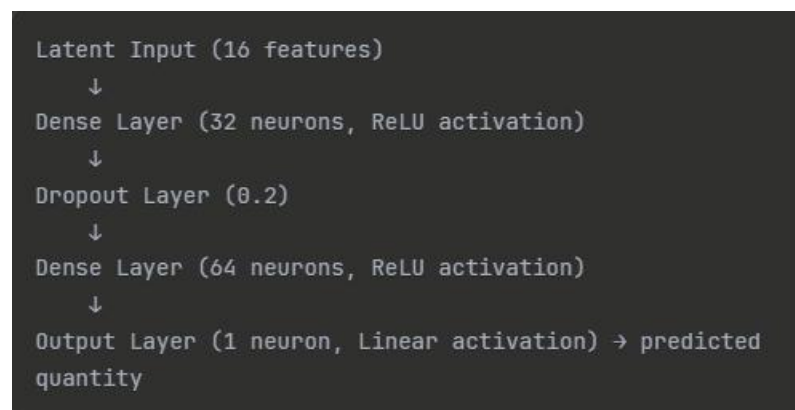 Latent Input (16 features)
↓
Dense Layer (32 neurons, ReLU activation)
↓
Dropout Layer (0.2)
↓
Dense Layer (64 neurons, ReLU activation)
↓
Output Layer (1 neuron, Linear activation) → predicted
quantity